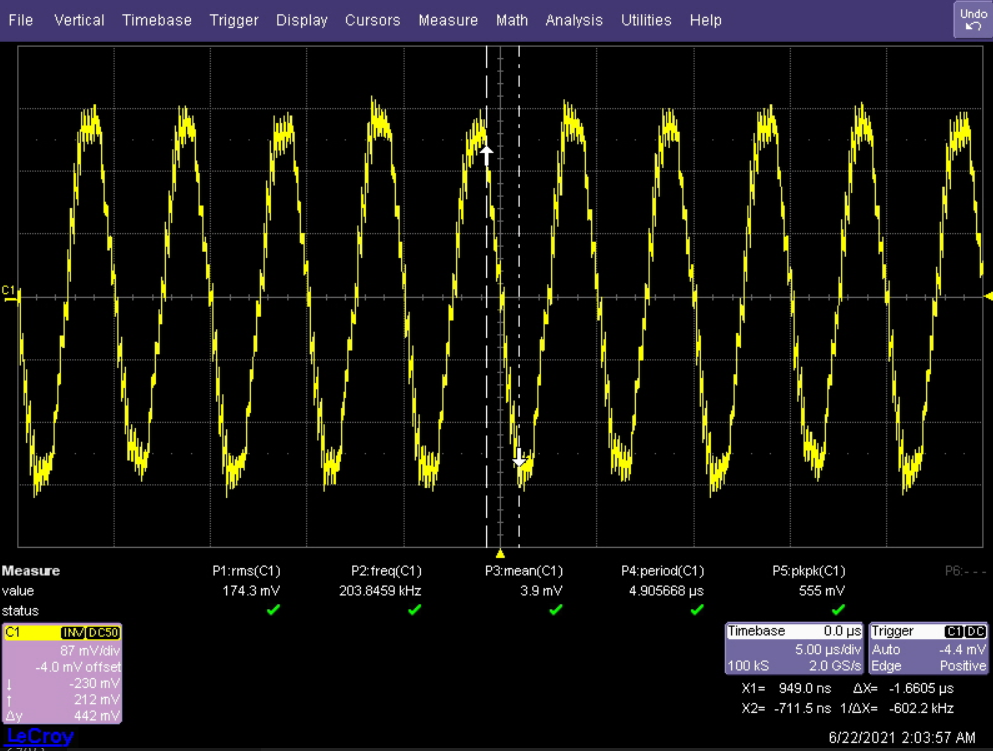 File Vertical Timebase Trigger Display Cursors Measure Math Analysis Utilities Help
Undo
C1
Measure P1:rms(C1) P2:freq(C1) P3:mean(C1) P4:period(C1) P5:pkpk(C1) P6:- - -
value 174.3 mV 203.8459 kHz 3.9 mV 4.905668 µs 555 mV
status
C1 INV DC50
87 mV/div
-4.0 mV offset
-230 mV
212 mV
Δy 442 mV
Timebase 0.0 µs
5.00 µs/div
100 kS 2.0 GS/s
Trigger C1 DC
Auto -4.4 mV
Edge Positive
X1= 949.0 ns ΔX= -1.6605 µs
X2= -711.5 ns 1/ΔX= -602.2 kHz
LeCroy
6/22/2021 2:03:57 AM